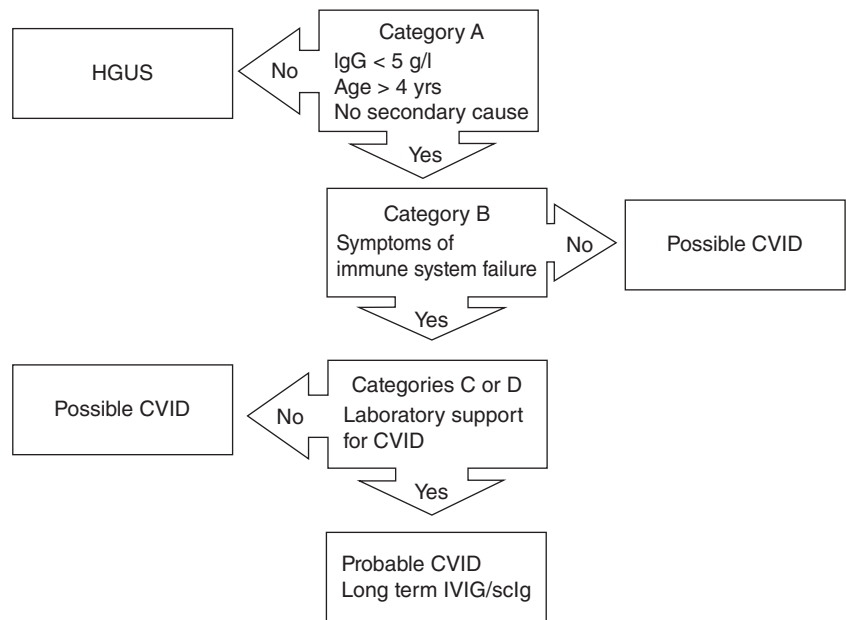 Category A
IgG < 5 g/l
Age > 4 yrs
No secondary cause
No
HGUS
Yes
Category B
Symptoms of
immune system failure
No
Possible CVID
Yes
Categories C or D
Laboratory support
for CVID
No
Possible CVID
Yes
Probable CVID
Long term IVIG/scIg